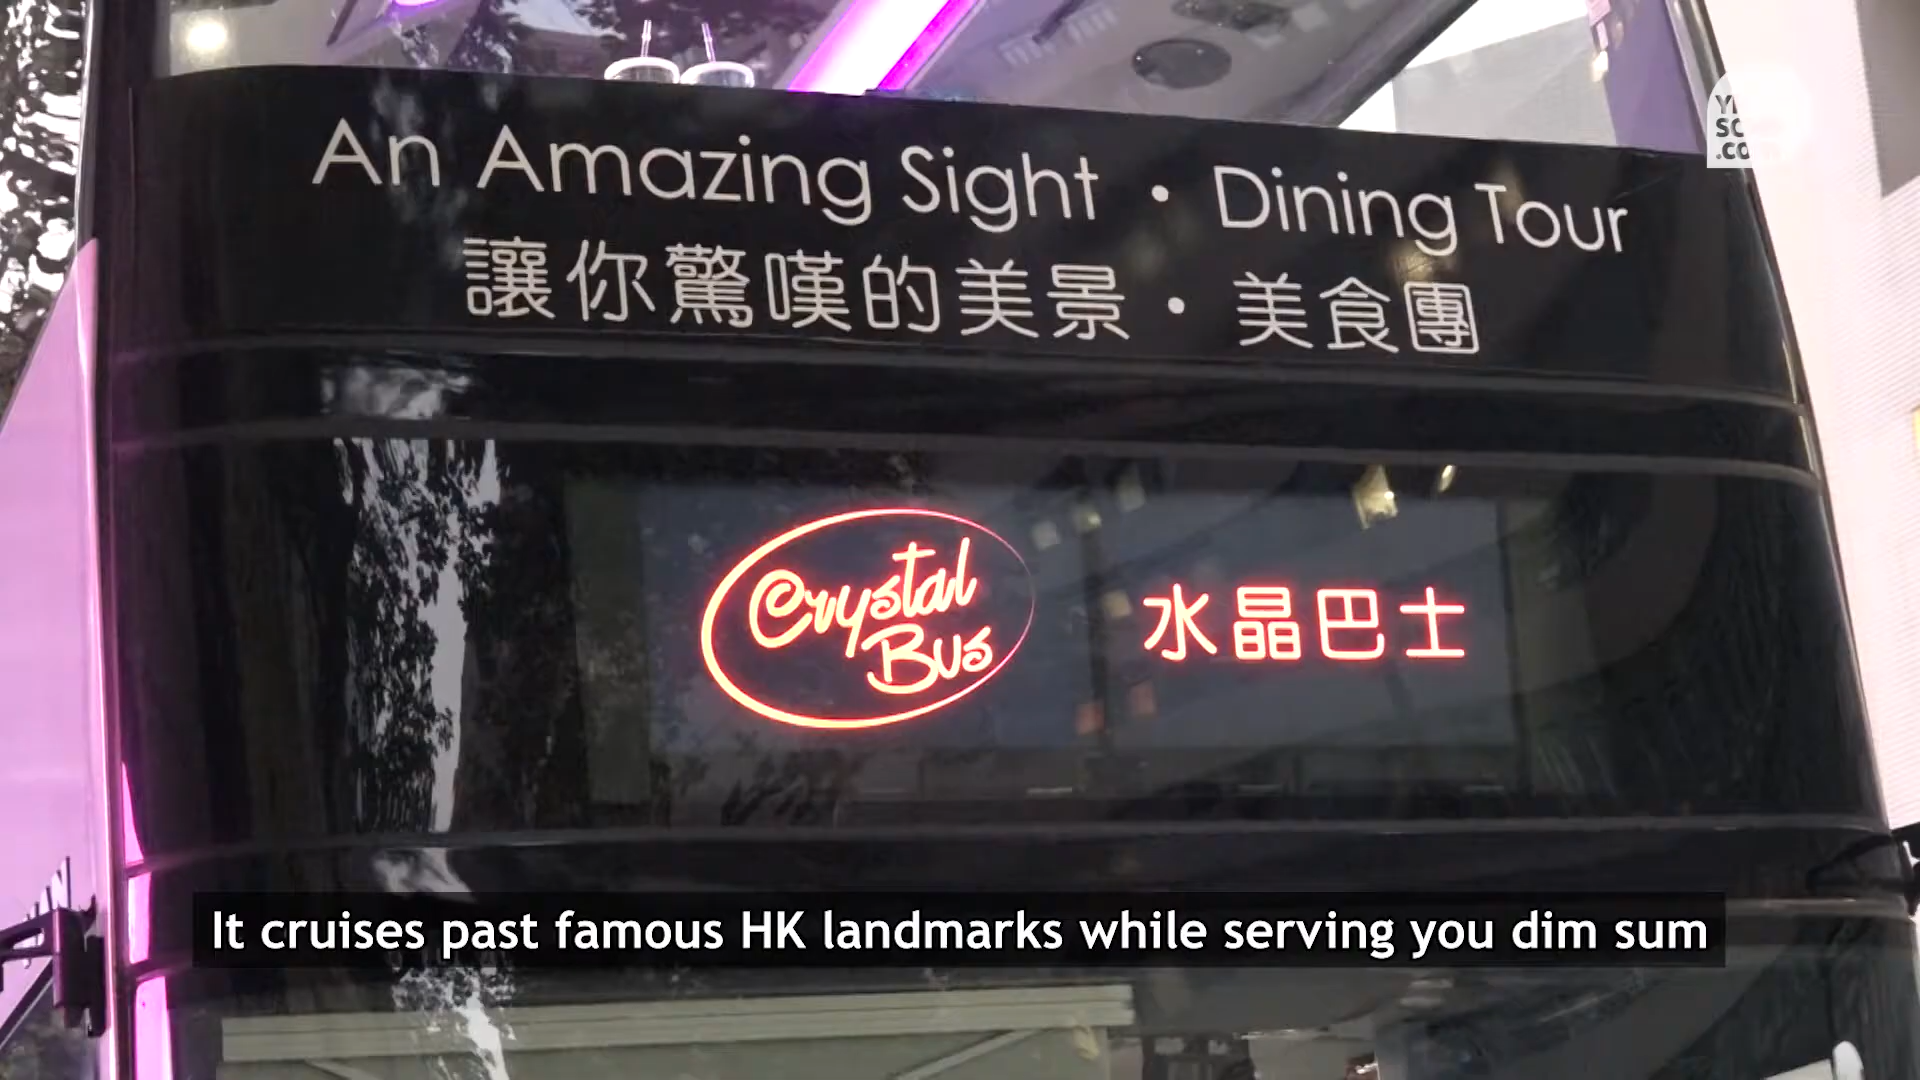 An Amazing Sight • Dining Tour
讓你驚嘆的美景 • 美食團
Crystal
Bus
水晶巴士
It cruises past famous HK landmarks while serving you dim sum